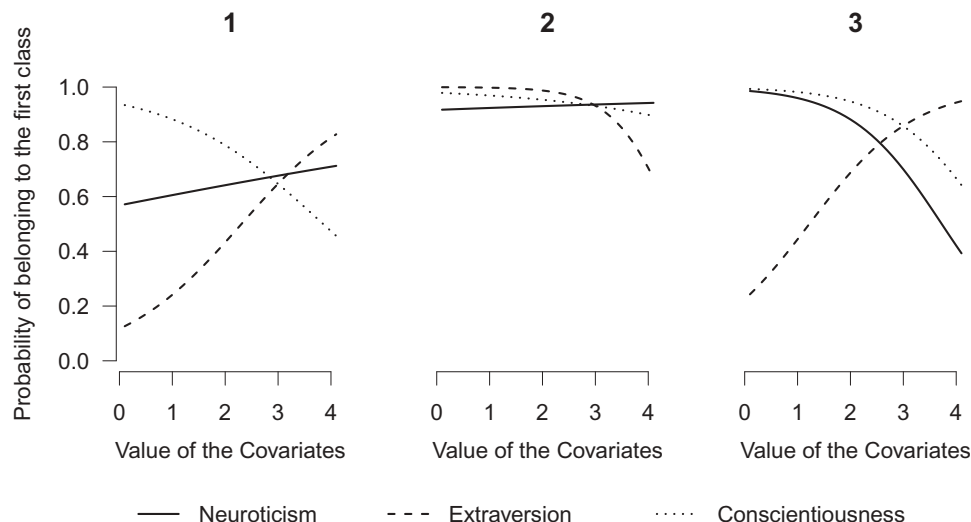 1 2 3
Probability of belonging to the first class
1.0
0.8
0.6
0.4
0.2
0.0
0 1 2 3 4 0 1 2 3 4 0 1 2 3 4
Value of the Covariates Value of the Covariates Value of the Covariates
Neuroticism Extraversion Conscientiousness